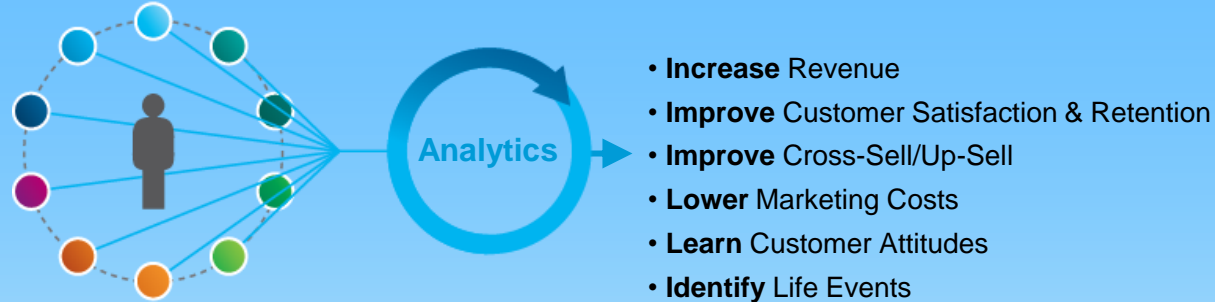 Analytics
• Increase Revenue
• Improve Customer Satisfaction & Retention
• Improve Cross-Sell/Up-Sell
• Lower Marketing Costs
• Learn Customer Attitudes
• Identify Life Events